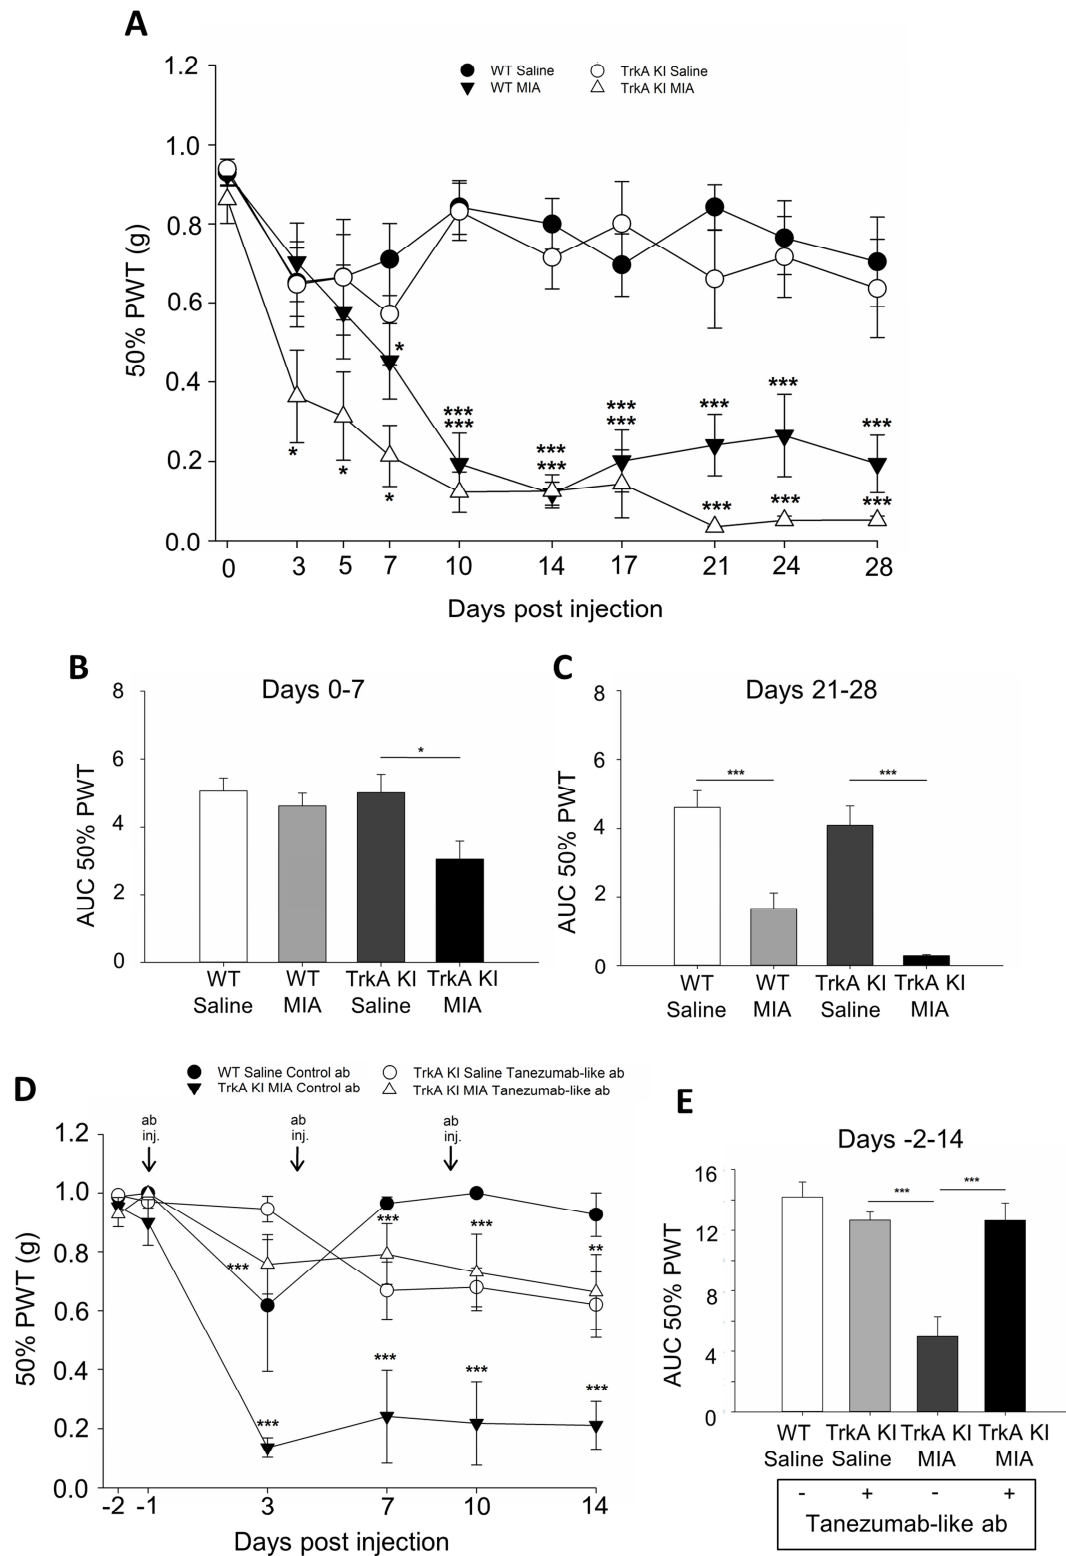 A
WT Saline
TrkA KI Saline
WT MIA
TrkA KI MIA
1.2
1.0
0.8
0.6
0.4
0.2
0.0
50% PWT (g)
*
***
***
***
***
***
***
***
***
***
*
*
*
***
***
***
0 3 5 7 10 14 17 21 24 28
Days post injection
B
Days 0-7
8
6
4
2
0
AUC 50% PWT
*
WT Saline
WT MIA
TrkA KI Saline
TrkA KI MIA
C
Days 21-28
8
6
4
2
0
AUC 50% PWT
***
***
WT Saline
WT MIA
TrkA KI Saline
TrkA KI MIA
D
WT Saline Control ab
TrkA KI Saline Tanezumab-like ab
TrkA KI MIA Control ab
TrkA KI MIA Tanezumab-like ab
ab inj.
ab inj.
ab inj.
1.2
1.0
0.8
0.6
0.4
0.2
0.0
50% PWT (g)
***
***
***
**
***
***
***
***
-2 -1 3 7 10 14
Days post injection
E
Days -2-14
16
12
8
4
0
AUC 50% PWT
***
***
WT Saline
TrkA KI Saline
TrkA KI MIA
TrkA KI MIA
- + - +
Tanezumab-like ab